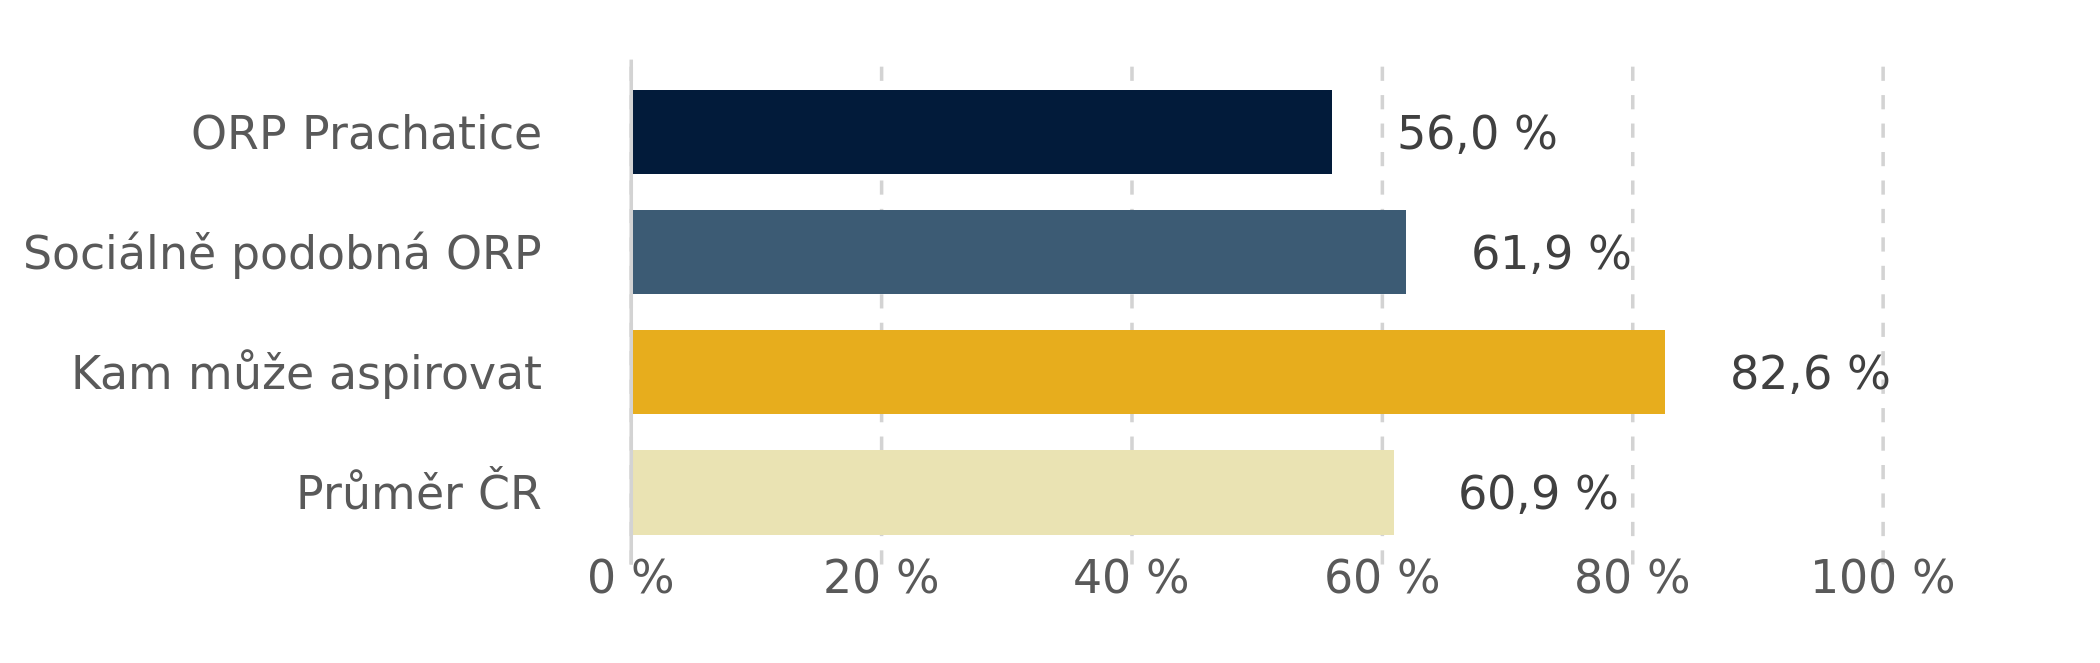 ORP Prachatice 56,0 %
Sociálně podobná ORP 61,9 %
Kam může aspirovat 82,6 %
Průměr ČR 60,9 %
0 % 20 % 40 % 60 % 80 % 100 %